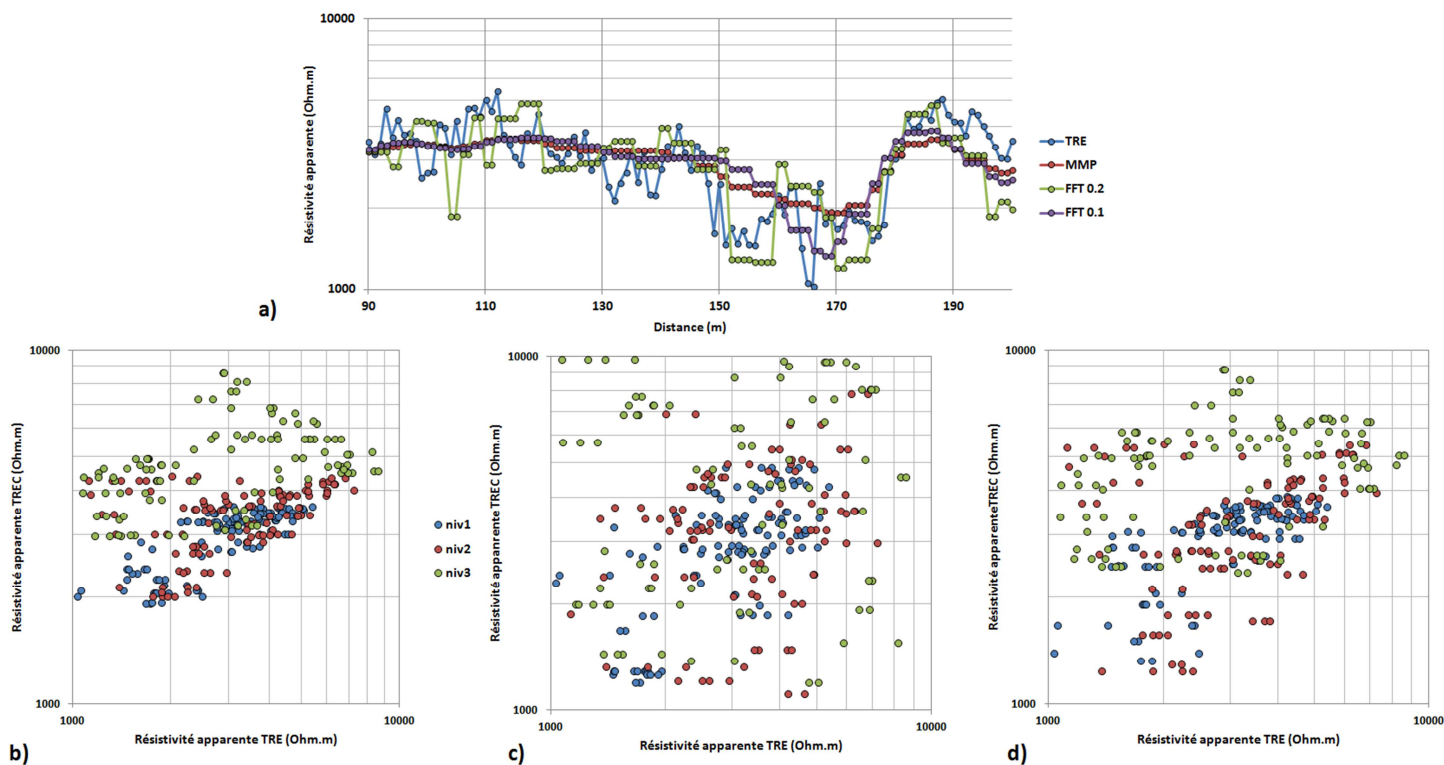 10000
Résistivité apparente (Ohm.m)
1000
90
110
130
150
170
190
Distance (m)
TRE
MMP
FFT 0.2
FFT 0.1
a)
10000
Résistivité apparente TREC (Ohm.m)
1000
1000
10000
Résistivité apparente TRE (Ohm.m)
niv1
niv2
niv3
b)
10000
Résistivité apparente TREC (Ohm.m)
1000
1000
10000
Résistivité apparente TRE (Ohm.m)
c)
10000
Résistivité apparenteTREC (Ohm.m)
1000
1000
10000
Résistivité apparente TRE (Ohm.m)
d)